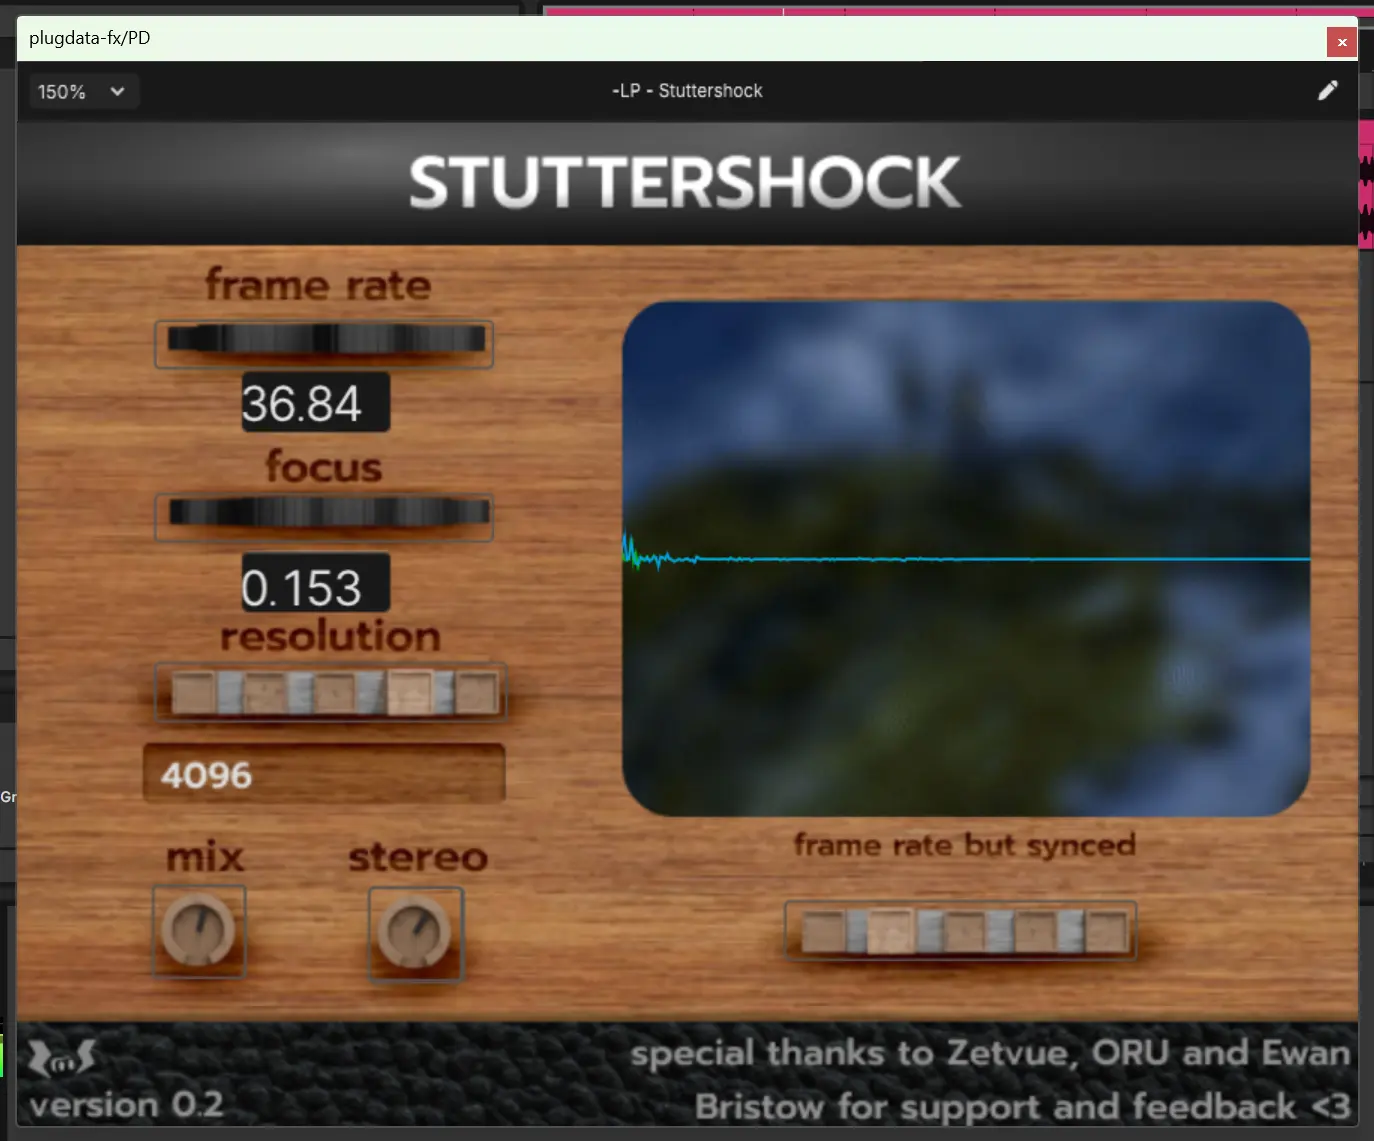 plugdata-fx/PD
150%
-LP - Stuttershock
STUTTERSHOCK
frame rate
36.84
focus
0.153
resolution
4096
mix
stereo
frame rate but synced
Gr
special thanks to Zetvue, ORU and Ewan
Bristow for support and feedback <3
version 0.2